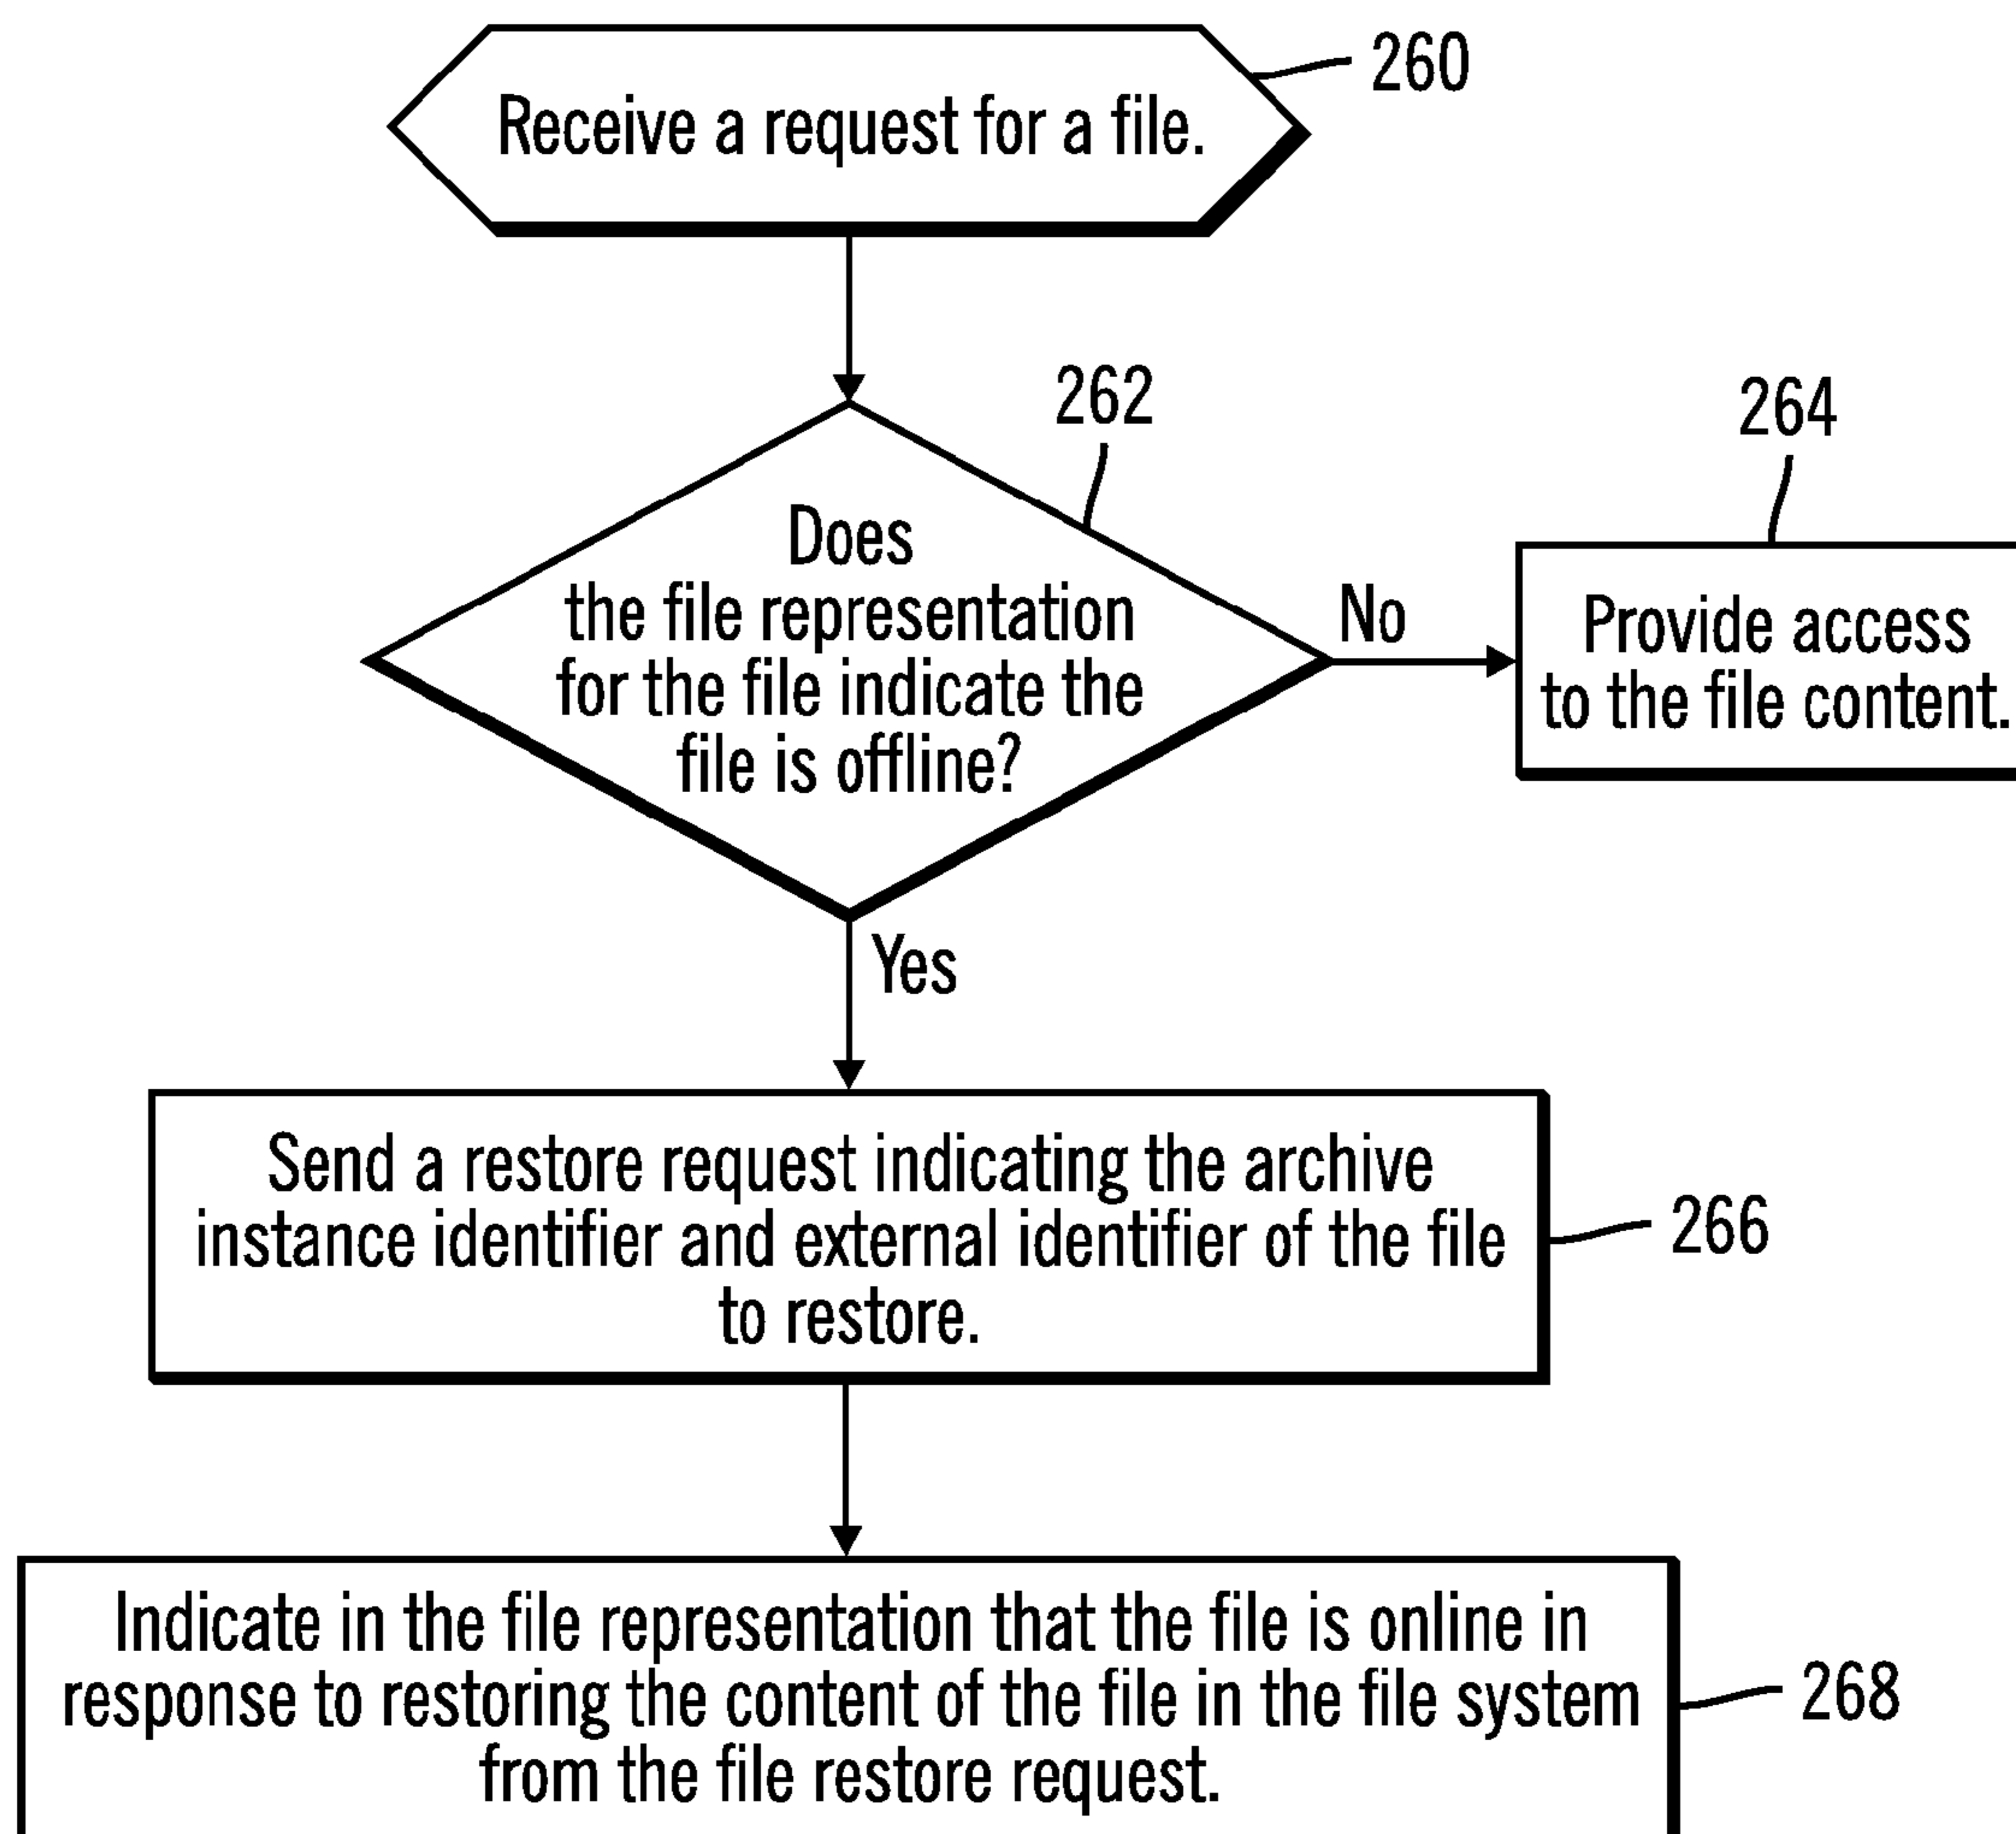 Receive a request for a file.
260
262
Does
the file representation
for the file indicate the
file is offline?
No
264
Provide access
to the file content.
Yes
Send a restore request indicating the archive
instance identifier and external identifier of the file
to restore.
266
Indicate in the file representation that the file is online in
response to restoring the content of the file in the file system
from the file restore request.
268